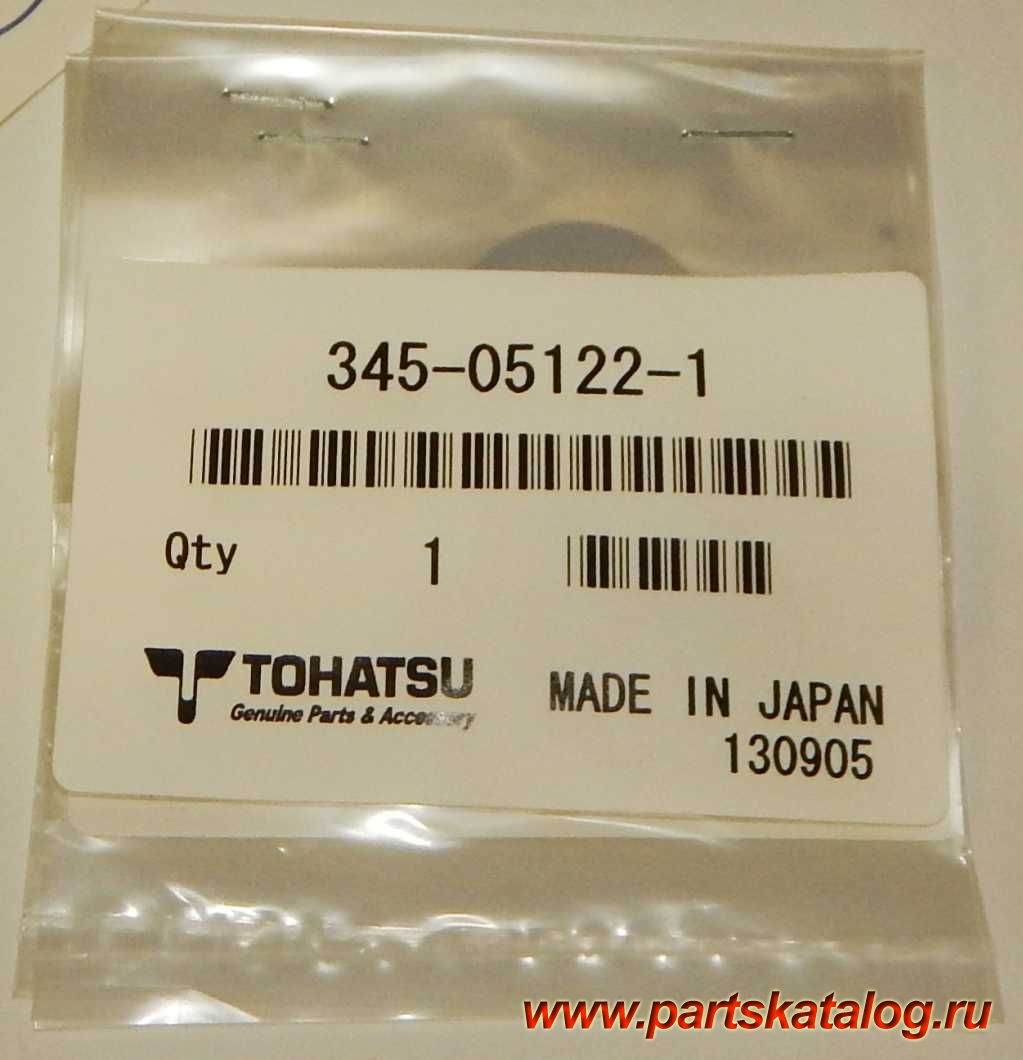 345-05122-1
Qty 1
TOHATSU
Genuine Parts & Accessory
MADE IN JAPAN
130905
www.partskatalog.ru